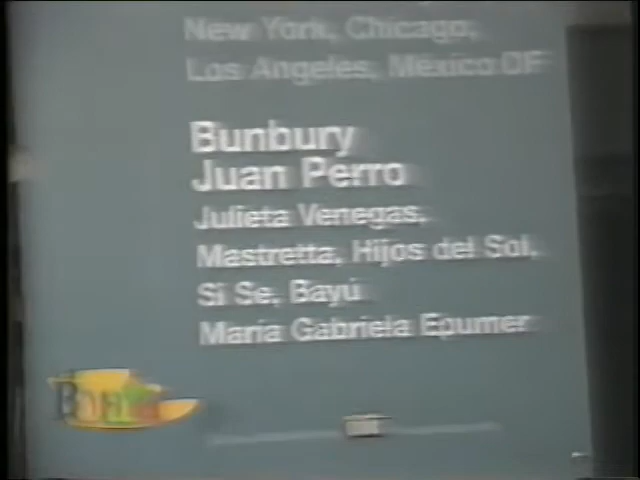 New York, Chicago,
Los Angeles, México DF
Bunbury
Juan Perro
Julieta Venegas,
Mastretta, Hijos del Sol,
Si Se, Bayú
María Gabriela Epumer